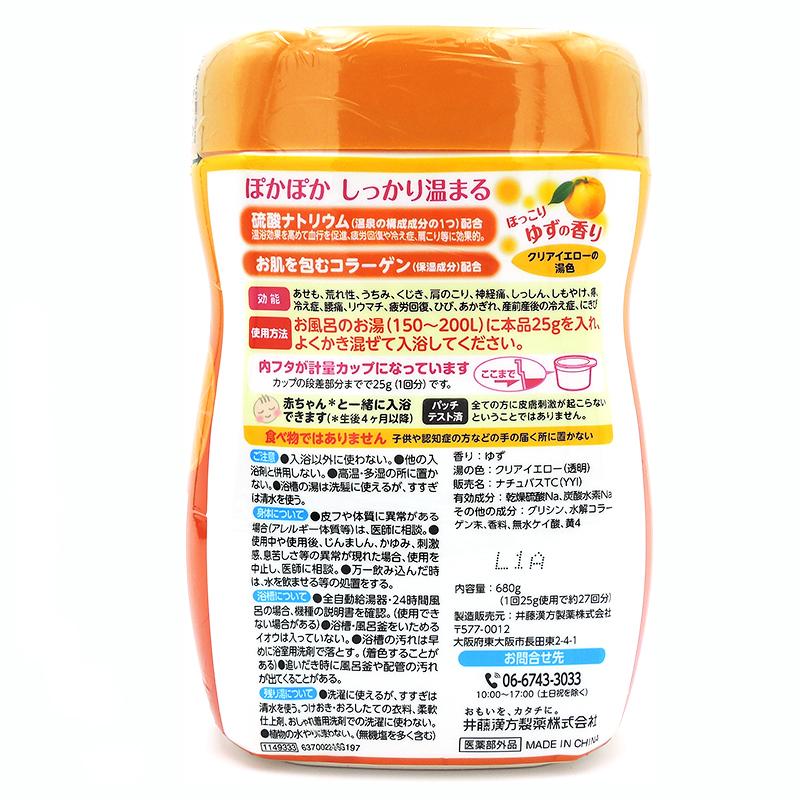 ぽかぽか しっかり温まる
硫酸ナトリウム(温泉の構成成分の1つ)配合
温浴効果を高めて血行を促進、疲労回復や冷え症、肩こり等に効果的。
お肌を包むコラーゲン(保湿成分)配合
ほっこり
ゆずの香り
クリアイエローの
湯色
効能
あせも、荒れ性、うちみ、くじき、肩のこり、神経痛、しっしん、しもやけ、痔、
冷え症、腰痛、リウマチ、疲労回復、ひび、あかぎれ、産前産後の冷え症、にきび
使用方法
お風呂のお湯(150〜200L)に本品25gを入れ、
よくかき混ぜて入浴してください。
内フタが計量カップになっています
カップの段差部分までで25g(1回分)です。
ここまで
赤ちゃん*と一緒に入浴
できます(*生後4ヶ月以降)
パッチ
テスト済
全ての方に皮膚刺激が起こらない
ということではありません。
食べ物ではありません 子供や認知症の方などの手の届く所に置かない
ご注意 ●入浴以外に使わない。●他の入
浴剤と併用しない。●高温・多湿の所に置か
ない。●浴槽の湯は洗髪に使えるが、すすぎ
は清水を使う。
身体について ●皮フや体質に異常がある
場合(アレルギー体質等)は、医師に相談。●
使用中や使用後、じんましん、かゆみ、刺激
感、息苦しさ等の異常が現れた場合、使用を
中止し、医師に相談。●万一飲み込んだ時
は、水を飲ませる等の処置をする。
浴槽について ●全自動給湯器・24時間風
呂の場合、機種の説明書を確認。(使用でき
ない場合がある)●浴槽・風呂釜をいためる
イオウは入っていない。●浴槽の汚れは早
めに浴室用洗剤で落とす。(着色することが
ある)●追いだき時に風呂釜や配管の汚れ
が出てくることがある。
残り湯について ●洗濯に使えるが、すすぎは
清水を使う。つけおき・おろしたての衣料、柔軟
仕上剤、おしゃれ着用洗剤での洗濯に使わない。
●植物の水やりに使わない。(無機塩を多く含む)
1149333
香り:ゆず
湯の色:クリアイエロー(透明)
販売名:ナチュバスTC(YYI)
有効成分:乾燥硫酸Na、炭酸水素Na
その他の成分:グリシン、水解コラー
ゲン末、香料、無水ケイ酸、黄4
L1A
内容量:680g
(1回25g使用で約27回分)
製造販売元:井藤漢方製薬株式会社
〒577-0012
大阪府東大阪市長田東2-4-1
お問合せ先
06-6743-3033
10:00〜17:00(土日祝を除く)
おもいを、カタチに。
井藤漢方製薬株式会社
医薬部外品 MADE IN CHINA